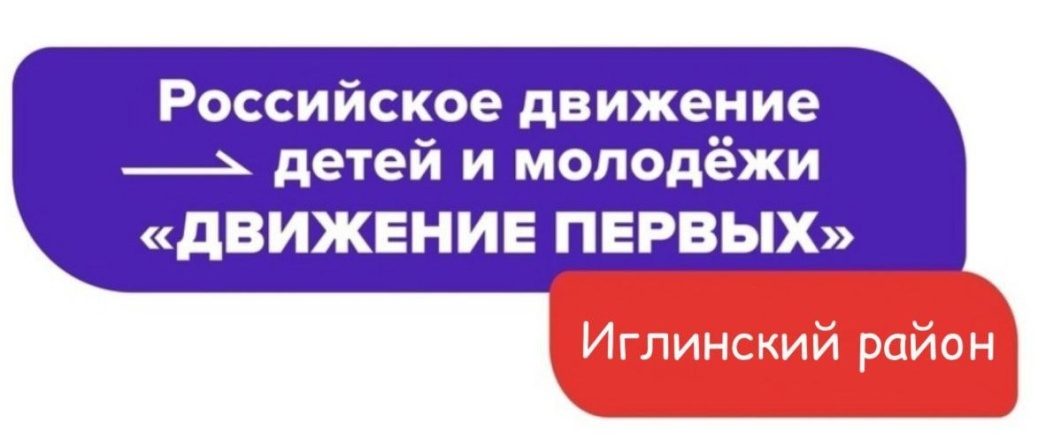 Российское движение
детей и молодёжи
«ДВИЖЕНИЕ ПЕРВЫХ»
Иглинский район